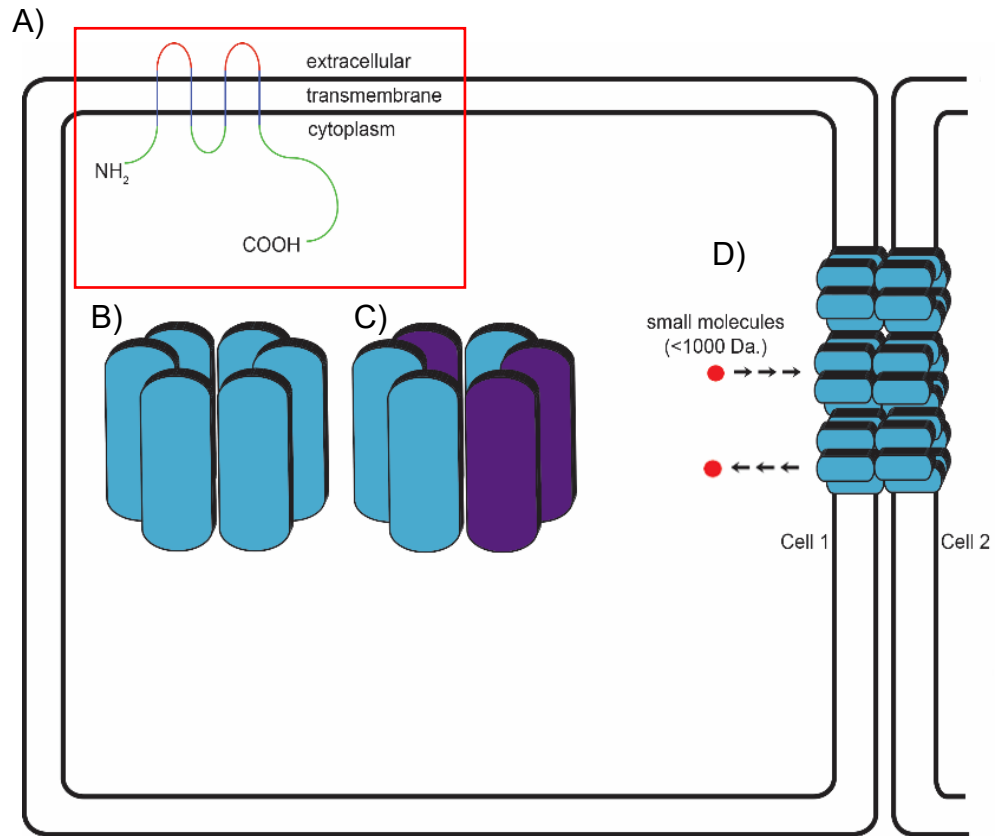 A)
extracellular
transmembrane
cytoplasm
NH₂
COOH
B)
C)
D)
small molecules
(<1000 Da.)
Cell 1
Cell 2